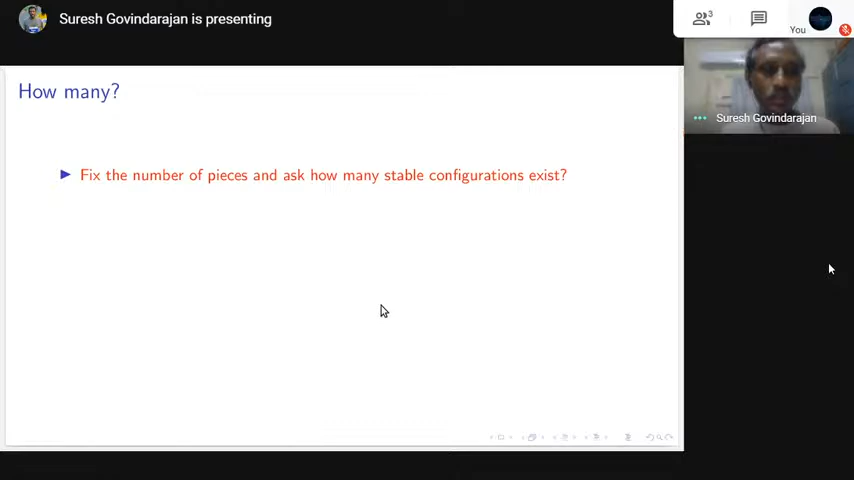 Suresh Govindarajan is presenting
3
You
Suresh Govindarajan
How many?
Fix the number of pieces and ask how many stable configurations exist?